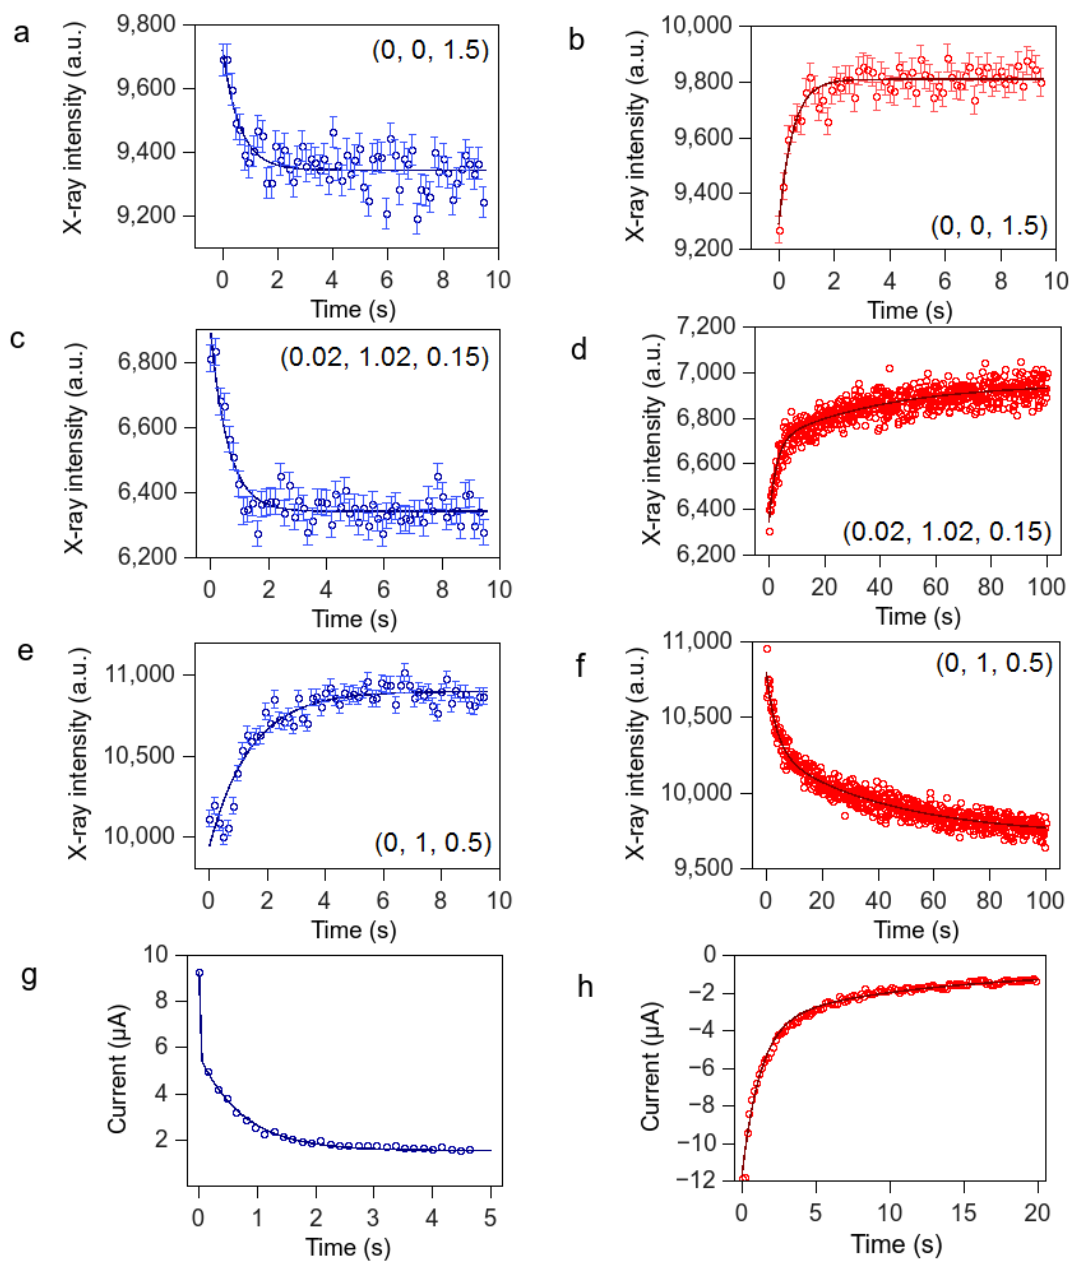 a
9,800
9,600
9,400
9,200
X-ray intensity (a.u.)
(0, 0, 1.5)
0 2 4 6 8 10
Time (s)
b
10,000
9,800
9,600
9,400
9,200
X-ray intensity (a.u.)
(0, 0, 1.5)
0 2 4 6 8 10
Time (s)
c
6,800
6,600
6,400
6,200
X-ray intensity (a.u.)
(0.02, 1.02, 0.15)
0 2 4 6 8 10
Time (s)
d
7,200
7,000
6,800
6,600
6,400
6,200
X-ray intensity (a.u.)
(0.02, 1.02, 0.15)
0 20 40 60 80 100
Time (s)
e
11,000
10,500
10,000
X-ray intensity (a.u.)
(0, 1, 0.5)
0 2 4 6 8 10
Time (s)
f
11,000
10,500
10,000
9,500
X-ray intensity (a.u.)
(0, 1, 0.5)
0 20 40 60 80 100
Time (s)
g
10
8
6
4
2
Current (μA)
0 1 2 3 4 5
Time (s)
h
0
−2
−4
−6
−8
−10
−12
Current (μA)
0 5 10 15 20
Time (s)